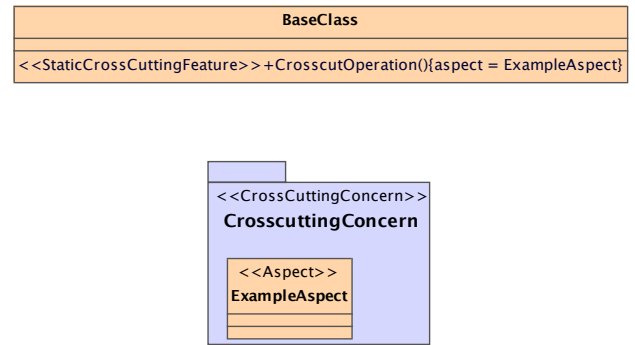 BaseClass
<<StaticCrossCuttingFeature>>+CrosscutOperation(){aspect = ExampleAspect}
<<CrossCuttingConcern>>
CrosscuttingConcern
<<Aspect>>
ExampleAspect